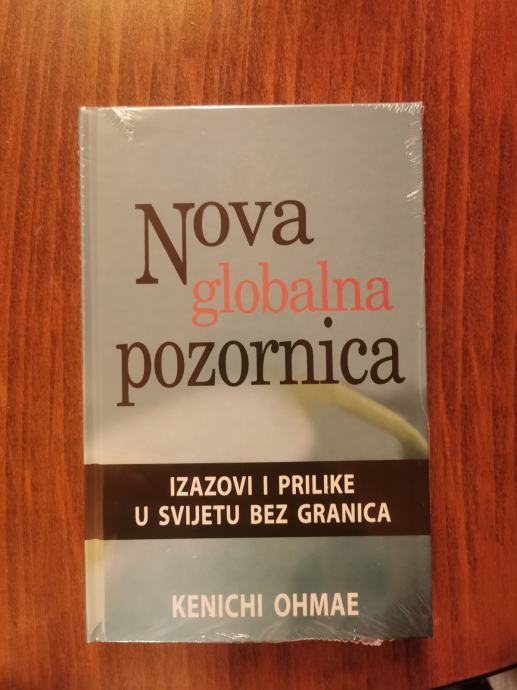 Nova
globalna
pozornica
IZAZOVI I PRILIKE
U SVIJETU BEZ GRANICA
KENICHI OHMAE